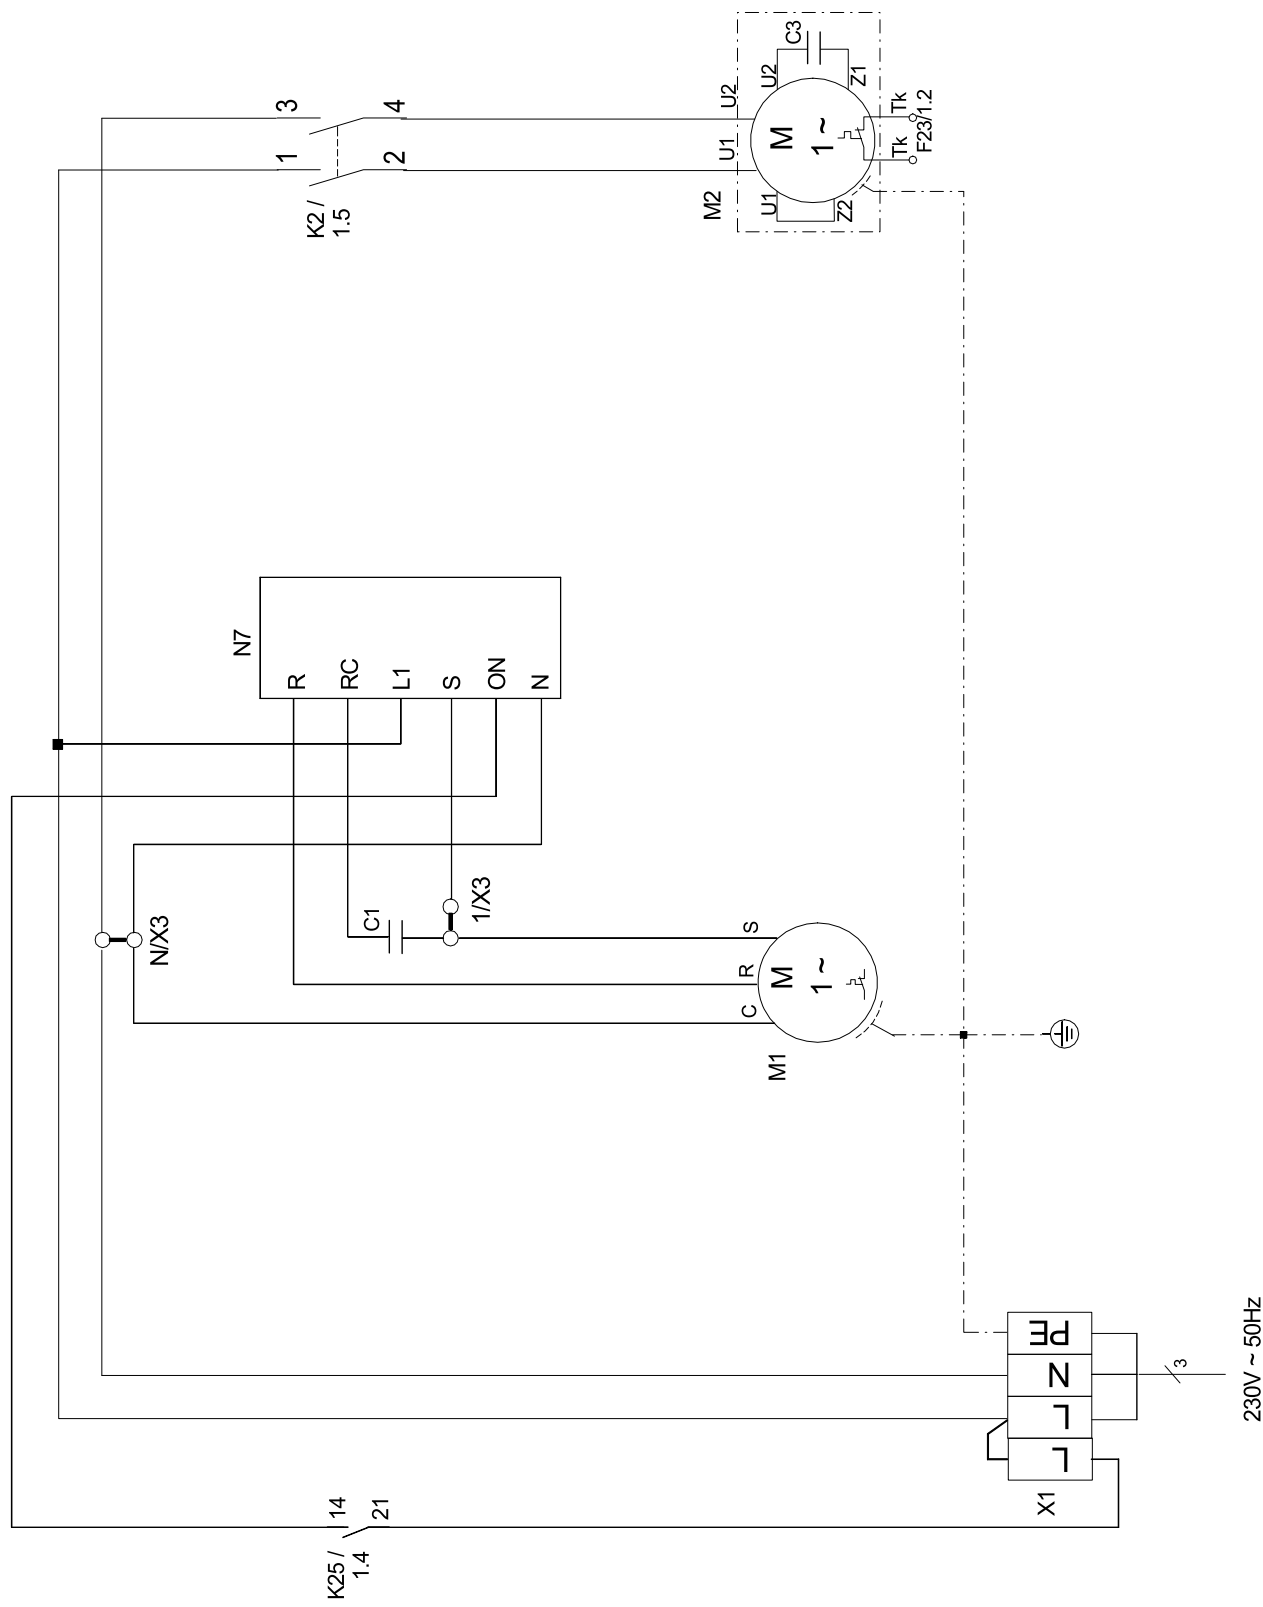 3
4
1
2
K2 /
1.5
C3
U2
Z1
U2
U1
M
1 ~
Tk
Tk
F23/1.2
M2
U1
Z2
N7
R
RC
L1
S
ON
N
N/X3
C1
1/X3
S
R
C
M
1 ~
M1
PE
N
L
L
X1
3
230V ~ 50Hz
14
21
K25 /
1.4